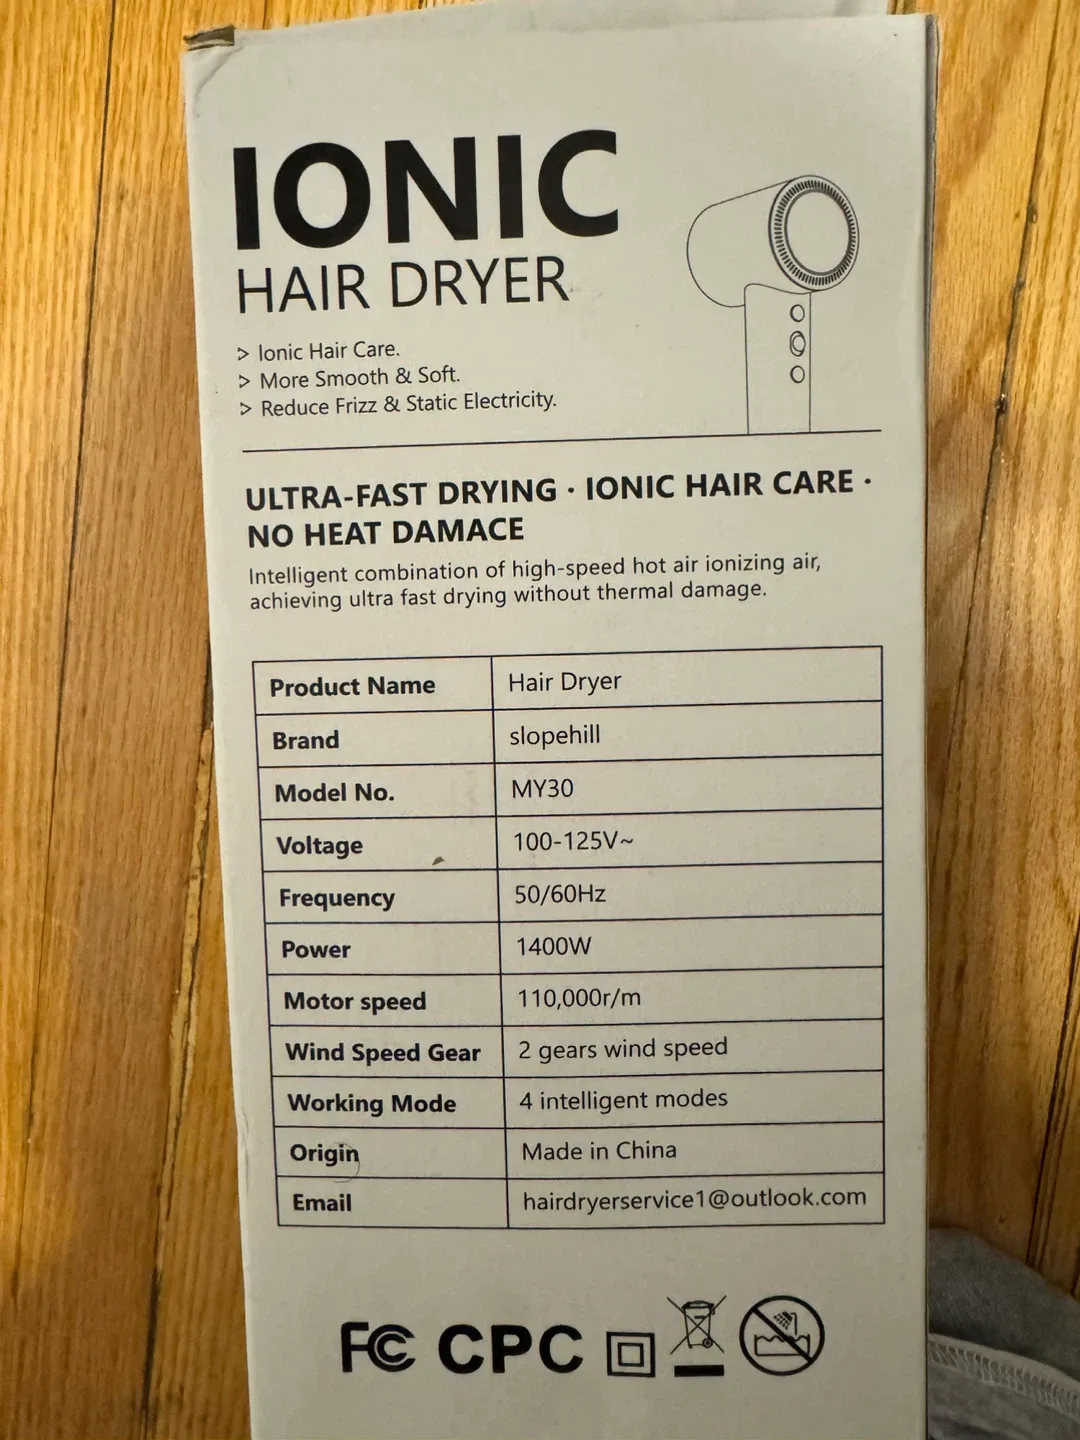 IONIC
HAIR DRYER
> Ionic Hair Care.
> More Smooth & Soft.
> Reduce Frizz & Static Electricity.
ULTRA-FAST DRYING · IONIC HAIR CARE ·
NO HEAT DAMACE
Intelligent combination of high-speed hot air ionizing air,
achieving ultra fast drying without thermal damage.
Product Name Hair Dryer
Brand slopehill
Model No. MY30
Voltage 100-125V~
Frequency 50/60Hz
Power 1400W
Motor speed 110,000r/m
Wind Speed Gear 2 gears wind speed
Working Mode 4 intelligent modes
Origin Made in China
Email hairdryerservice1@outlook.com
FC CPC